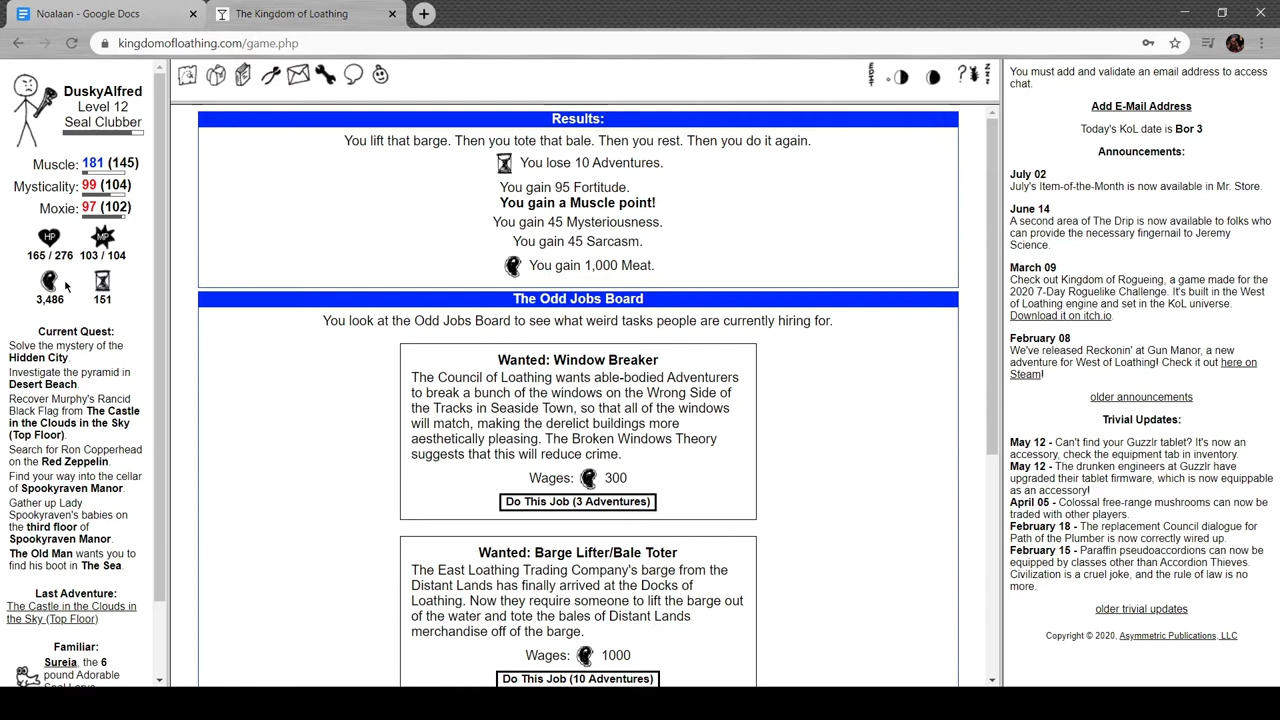 Noalaan - Google Docs
The Kingdom of Loathing
kingdomofloathing.com/game.php
DuskyAlfred
Level 12
Seal Clubber
Muscle: 181 (145)
Mysticality: 99 (104)
Moxie: 97 (102)
HP
MP
165 / 276
103 / 104
3,486
151
Current Quest:
Solve the mystery of the
Hidden City.
Investigate the pyramid in
Desert Beach.
Recover Murphy's Rancid
Black Flag from The Castle
in the Clouds in the Sky
(Top Floor).
Search for Ron Copperhead
on the Red Zeppelin.
Find your way into the cellar
of Spookyraven Manor.
Gather up Lady
Spookyraven's babies on
the third floor of
Spookyraven Manor.
The Old Man wants you to
find his boot in The Sea.
Last Adventure:
The Castle in the Clouds in
the Sky (Top Floor)
Familiar:
Sureia, the 6
pound Adorable
Results:
You lift that barge. Then you tote that bale. Then you rest. Then you do it again.
You lose 10 Adventures.
You gain 95 Fortitude.
You gain a Muscle point!
You gain 45 Mysteriousness.
You gain 45 Sarcasm.
You gain 1,000 Meat.
The Odd Jobs Board
You look at the Odd Jobs Board to see what weird tasks people are currently hiring for.
Wanted: Window Breaker
The Council of Loathing wants able-bodied Adventurers
to break a bunch of the windows on the Wrong Side of
the Tracks in Seaside Town, so that all of the windows
will match, making the derelict buildings more
aesthetically pleasing. The Broken Windows Theory
suggests that this will reduce crime.
Wages: 300
Do This Job (3 Adventures)
Wanted: Barge Lifter/Bale Toter
The East Loathing Trading Company's barge from the
Distant Lands has finally arrived at the Docks of
Loathing. Now they require someone to lift the barge out
of the water and tote the bales of Distant Lands
merchandise off of the barge.
Wages: 1000
Do This Job (10 Adventures)
You must add and validate an email address to access
chat.
Add E-Mail Address
Today's KoL date is Bor 3
Announcements:
July 02
July's Item-of-the-Month is now available in Mr. Store.
June 14
A second area of The Drip is now available to folks who
can provide the necessary fingernail to Jeremy
Science.
March 09
Check out Kingdom of Rogueing, a game made for the
2020 7-Day Roguelike Challenge. It's built in the West
of Loathing engine and set in the KoL universe.
Download it on itch.io.
February 08
We've released Reckonin' at Gun Manor, a new
adventure for West of Loathing! Check it out here on
Steam!
older announcements
Trivial Updates:
May 12 - Can't find your Guzzlr tablet? It's now an
accessory, check the equipment tab in inventory.
May 12 - The drunken engineers at Guzzlr have
upgraded their tablet firmware, which is now equippable
as an accessory!
April 05 - Colossal free-range mushrooms can now be
traded with other players.
February 18 - The replacement Council dialogue for
Path of the Plumber is now correctly wired up.
February 15 - Paraffin pseudoaccordions can now be
equipped by classes other than Accordion Thieves.
Civilization is a cruel joke, and the rule of law is no
more.
older trivial updates
Copyright © 2020, Asymmetric Publications, LLC